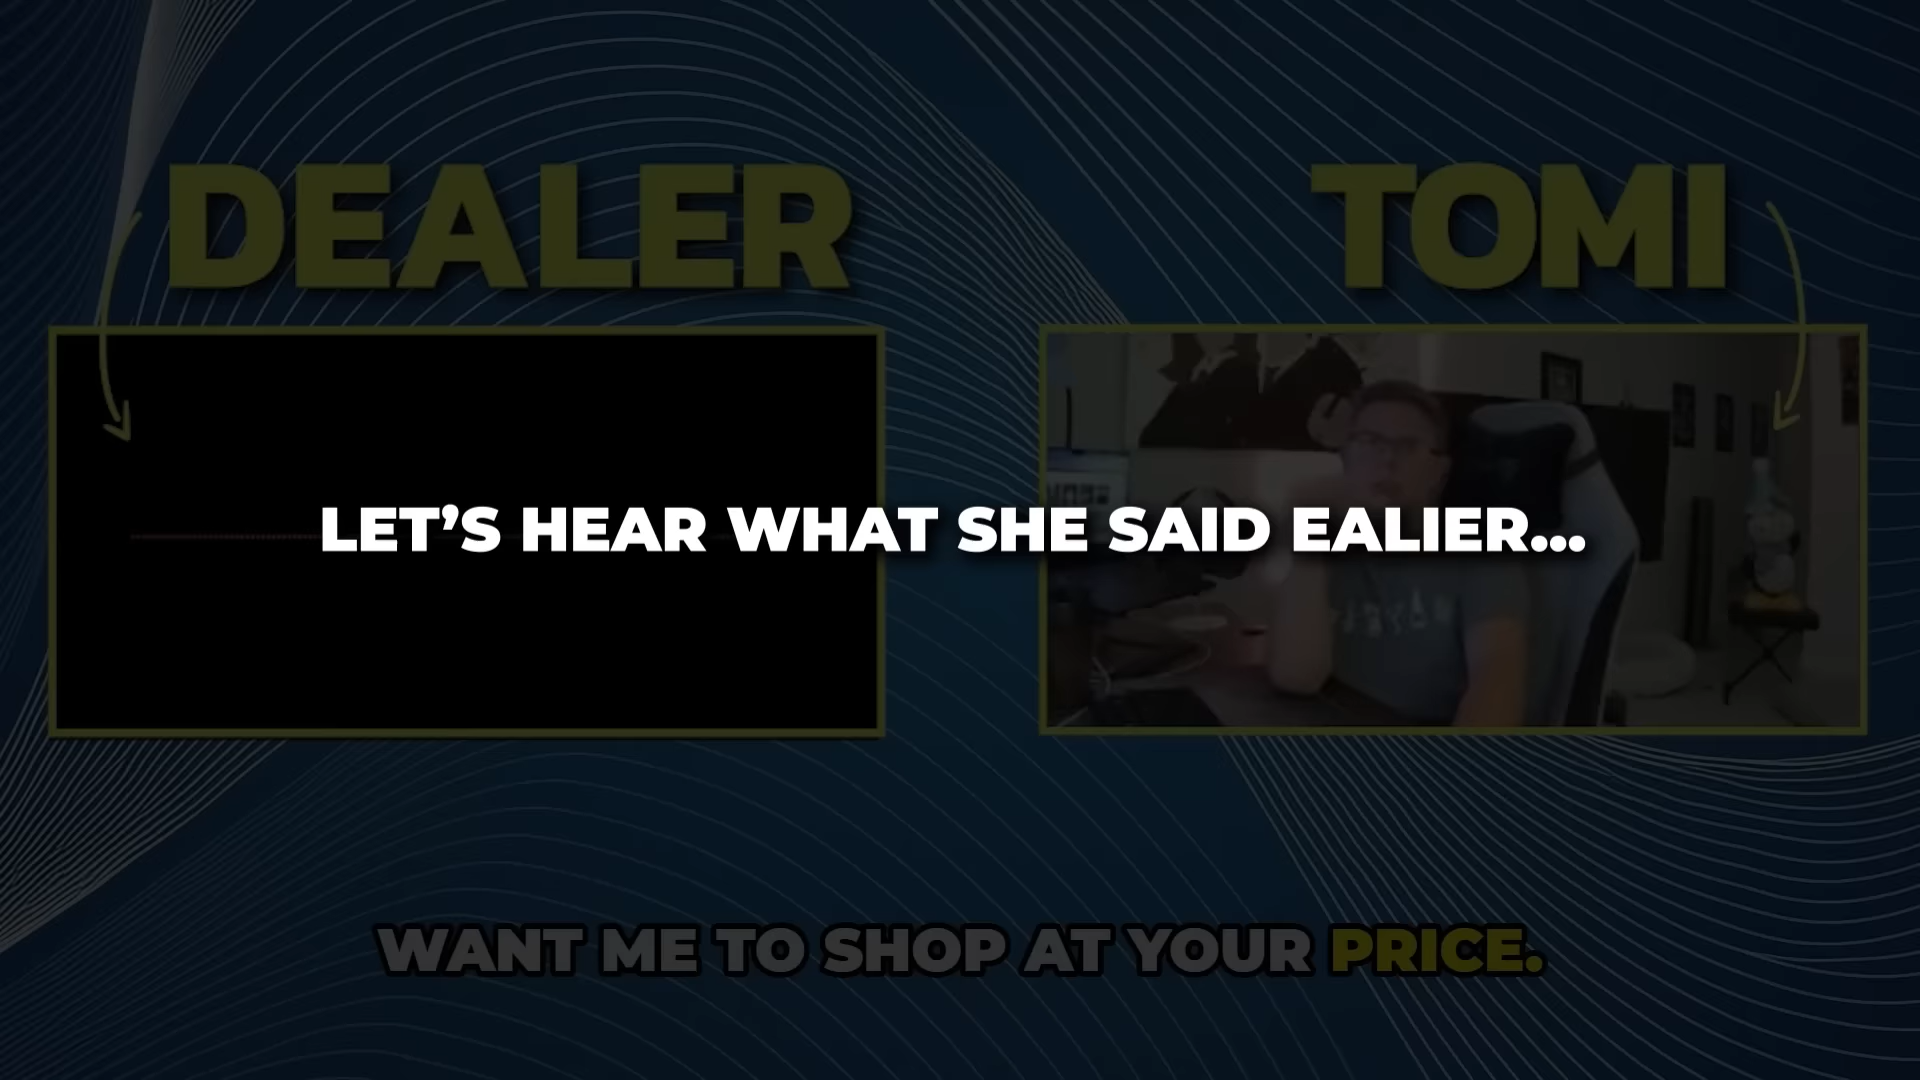 DEALER
TOMI
LET’S HEAR WHAT SHE SAID EALIER...
WANT ME TO SHOP AT YOUR PRICE.